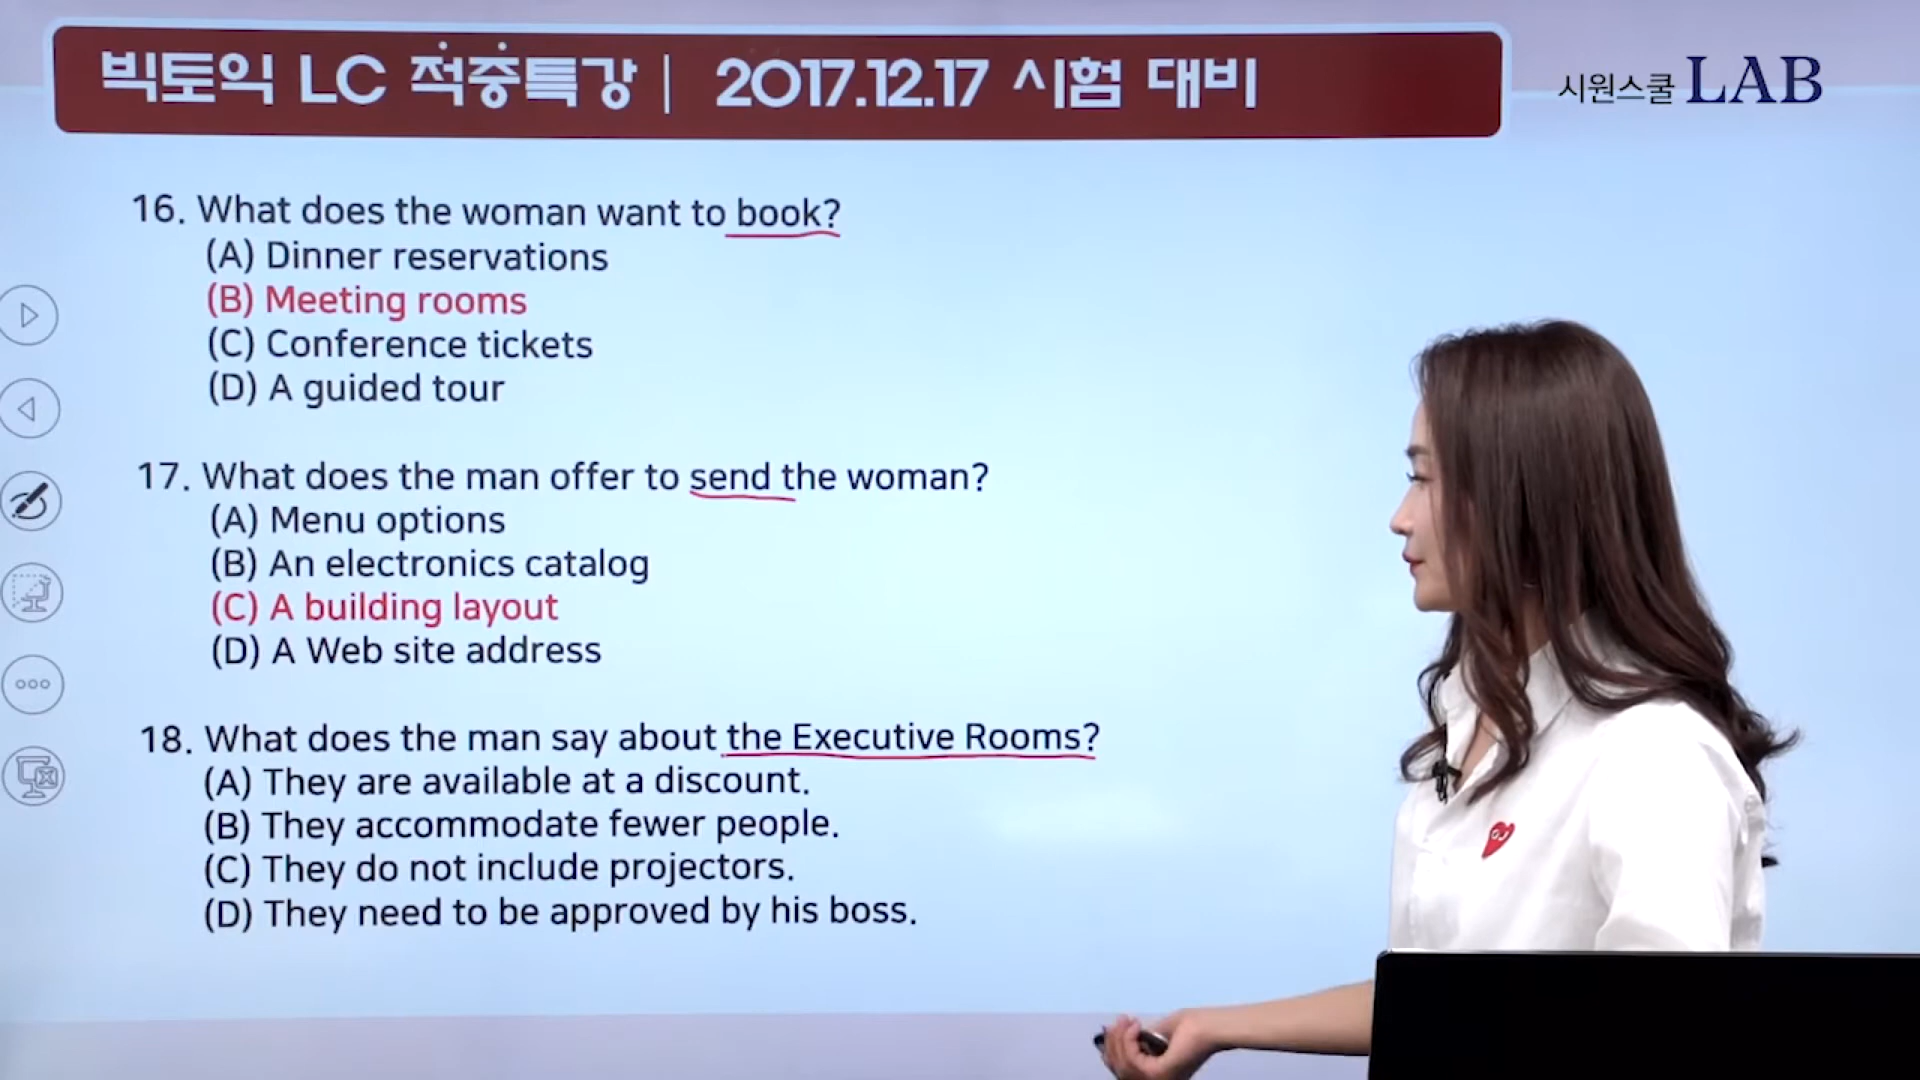 빅토익 LC 적중특강 | 2017.12.17 시험 대비
시원스쿨 LAB
16. What does the woman want to book?
(A) Dinner reservations
(B) Meeting rooms
(C) Conference tickets
(D) A guided tour
17. What does the man offer to send the woman?
(A) Menu options
(B) An electronics catalog
(C) A building layout
(D) A Web site address
18. What does the man say about the Executive Rooms?
(A) They are available at a discount.
(B) They accommodate fewer people.
(C) They do not include projectors.
(D) They need to be approved by his boss.